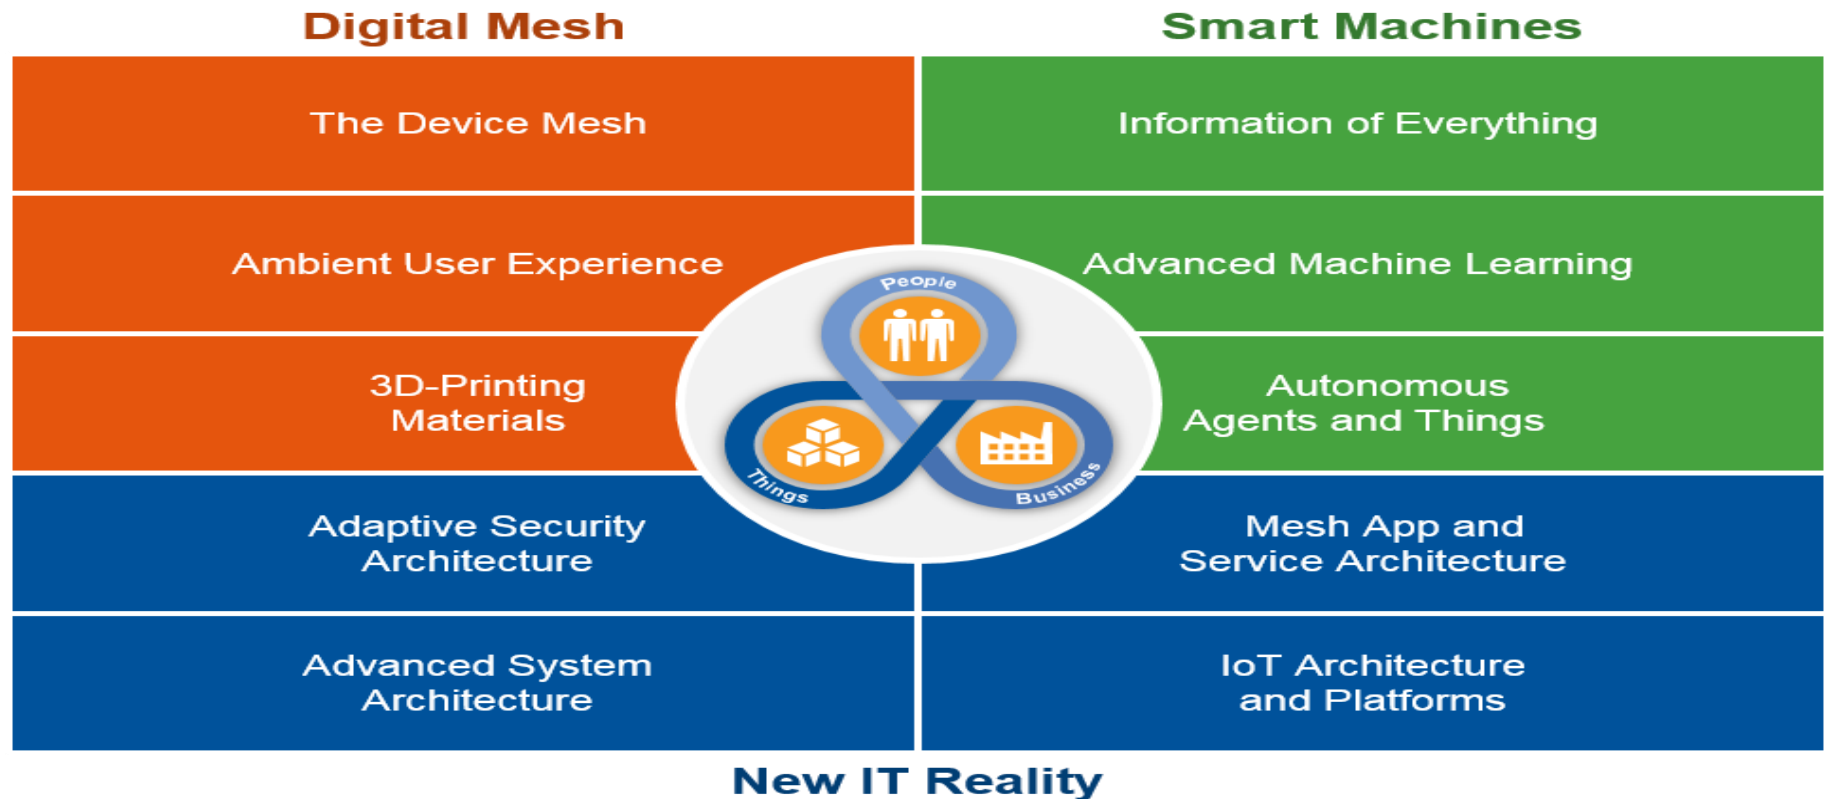 Digital Mesh
Smart Machines
The Device Mesh
Information of Everything
Ambient User Experience
Advanced Machine Learning
People
3D-Printing
Materials
Autonomous
Agents and Things
Things
Business
Adaptive Security
Architecture
Mesh App and
Service Architecture
Advanced System
Architecture
IoT Architecture
and Platforms
New IT Reality